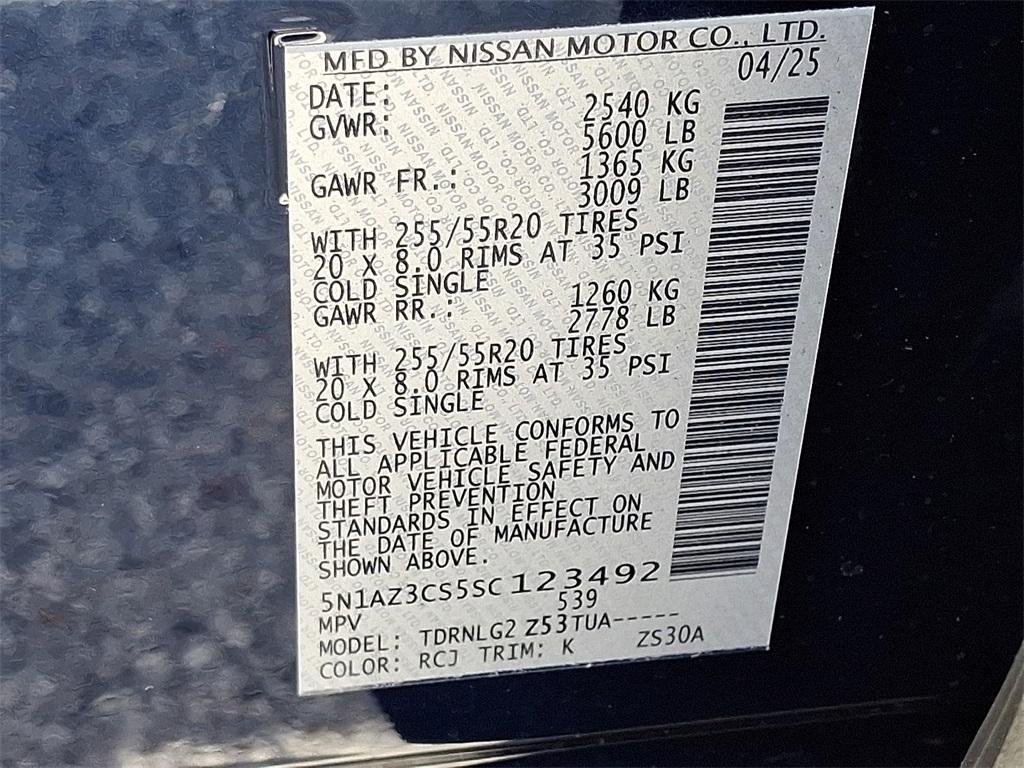 MFD BY NISSAN MOTOR CO., LTD.
DATE: 04/25
GVWR: 2540 KG
5600 LB
GAWR FR.: 1365 KG
3009 LB
WITH 255/55R20 TIRES
20 X 8.0 RIMS AT 35 PSI
COLD SINGLE
GAWR RR.: 1260 KG
2778 LB
WITH 255/55R20 TIRES
20 X 8.0 RIMS AT 35 PSI
COLD SINGLE
THIS VEHICLE CONFORMS TO
ALL APPLICABLE FEDERAL
MOTOR VEHICLE SAFETY AND
THEFT PREVENTION
STANDARDS IN EFFECT ON
THE DATE OF MANUFACTURE
SHOWN ABOVE.
5N1AZ3CS5SC 123492
MPV 539
MODEL: TDRNLG2 Z53TUA-----
COLOR: RCJ TRIM: K ZS30A